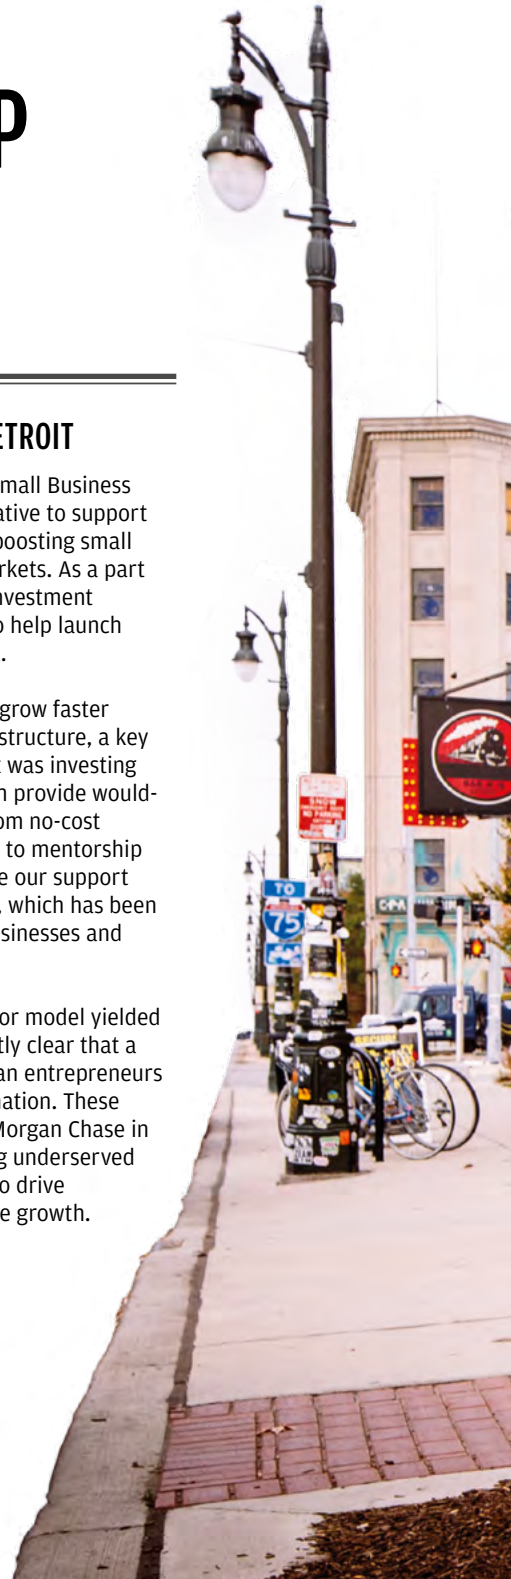 P
ETROIT
mall Business
ative to support
boosting small
rkets. As a part
nvestment
o help launch
.
grow faster
structure, a key
t was investing
n provide would-
om no-cost
to mentorship
e our support
, which has been
usinesses and
or model yielded
tly clear that a
an entrepreneurs
nation. These
Morgan Chase in
g underserved
o drive
e growth.
SNOW
NO PARKING
TO
75